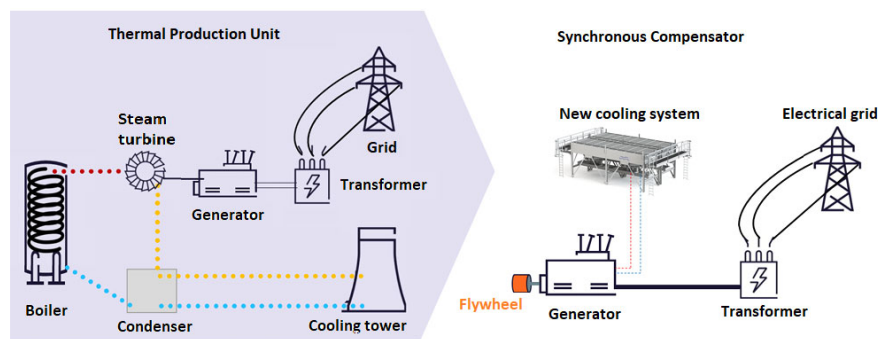 Thermal Production Unit
Steam
turbine
Grid
Generator
Transformer
Boiler
Condenser
Cooling tower
Synchronous Compensator
New cooling system
Electrical grid
Flywheel
Generator
Transformer